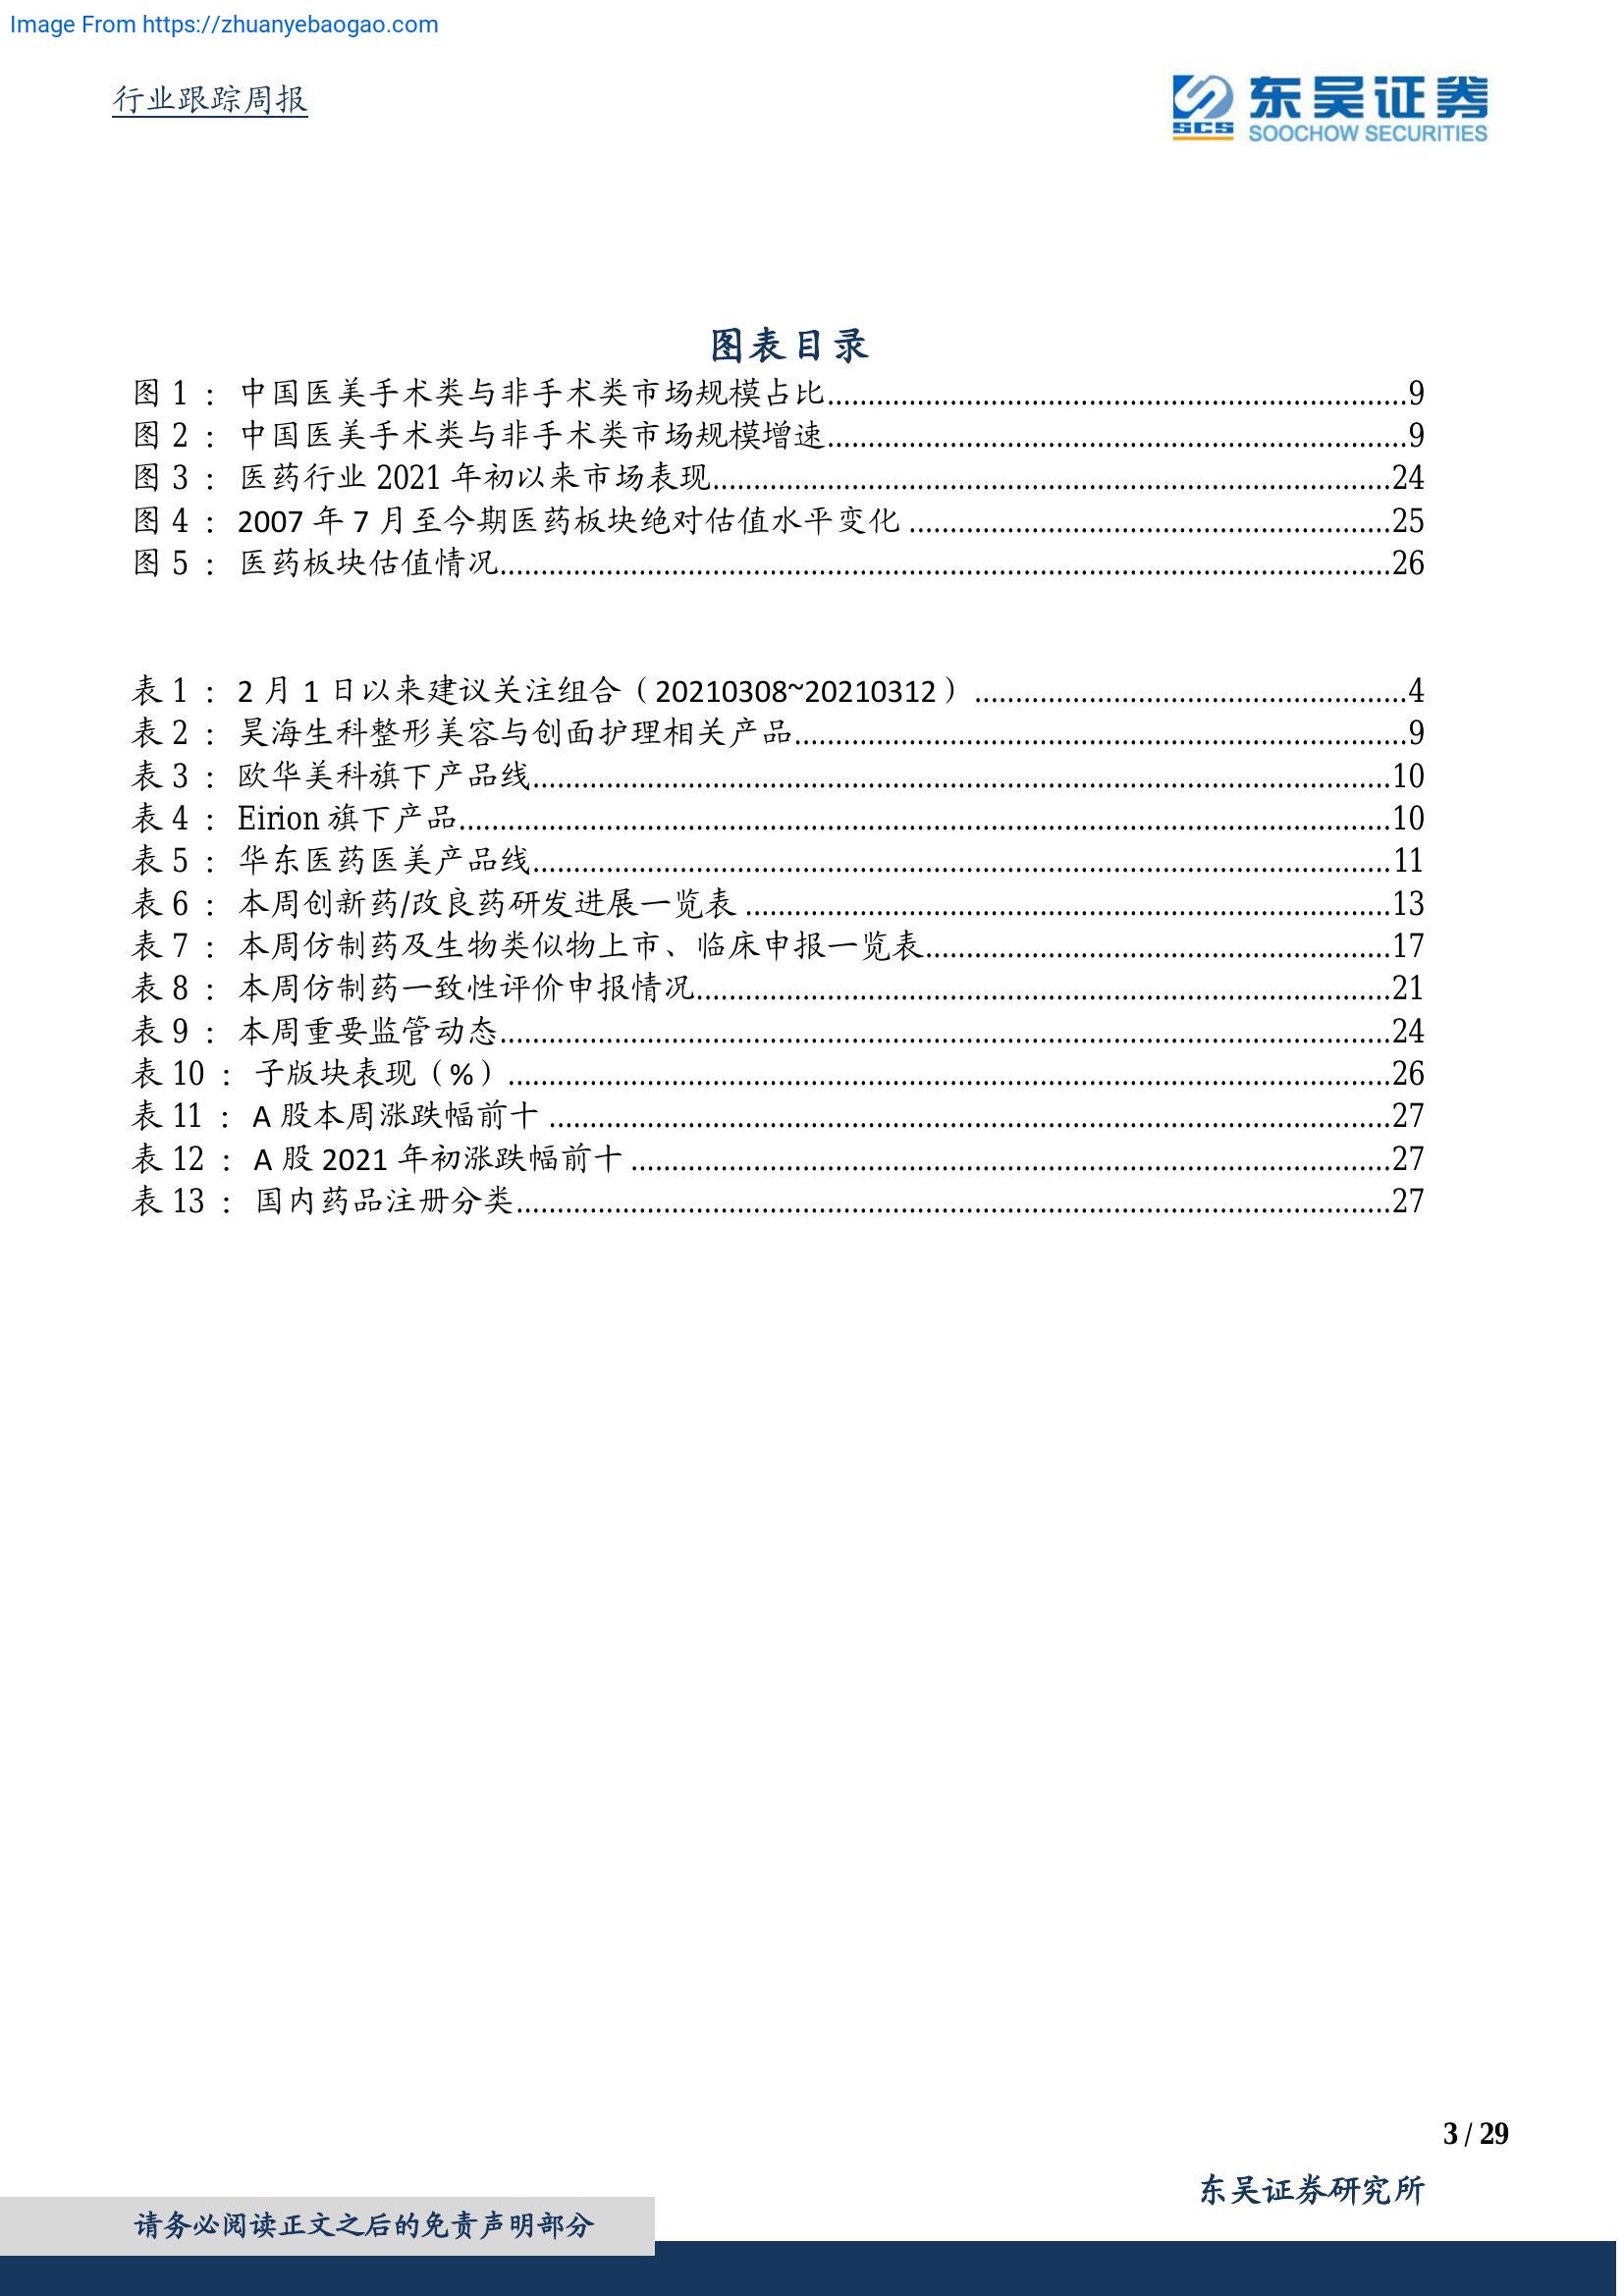 Image From https://zhuanyebaogao.com
行业跟踪周报
东吴证券
SCS
SOOCHOW SECURITIES
图表目录
图 1 ： 中国医美手术类与非手术类市场规模占比........................................................................9
图 2 ： 中国医美手术类与非手术类市场规模增速........................................................................9
图 3 ： 医药行业 2021 年初以来市场表现....................................................................................24
图 4 ： 2007 年 7 月至今期医药板块绝对估值水平变化 ............................................................25
图 5 ： 医药板块估值情况..............................................................................................................26
表 1 ： 2 月 1 日以来建议关注组合（20210308~20210312） ......................................................4
表 2 ： 昊海生科整形美容与创面护理相关产品............................................................................9
表 3 ： 欧华美科旗下产品线..........................................................................................................10
表 4 ： Eirion 旗下产品...................................................................................................................10
表 5 ： 华东医药医美产品线..........................................................................................................11
表 6 ： 本周创新药/改良药研发进展一览表 ................................................................................13
表 7 ： 本周仿制药及生物类似物上市、临床申报一览表..........................................................17
表 8 ： 本周仿制药一致性评价申报情况......................................................................................21
表 9 ： 本周重要监管动态..............................................................................................................24
表 10 ： 子版块表现（%）.............................................................................................................26
表 11 ： A 股本周涨跌幅前十 ........................................................................................................27
表 12 ： A 股 2021 年初涨跌幅前十 ..............................................................................................27
表 13 ： 国内药品注册分类............................................................................................................27
3 / 29
东吴证券研究所
请务必阅读正文之后的免责声明部分